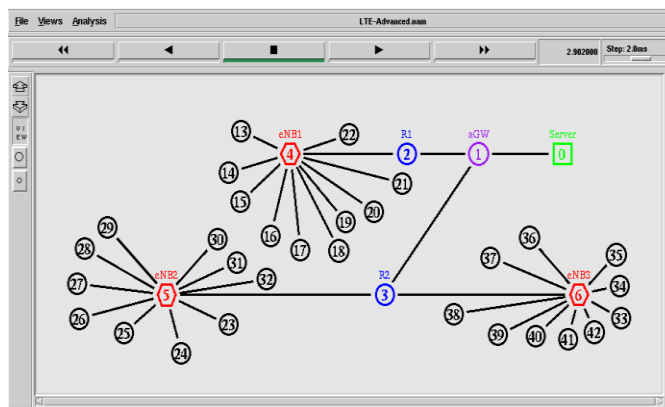 File Views Analysis LTE-Advanced.nam
2.902000 Step: 2.0ms
VI
EW
eNB1 R1 aGW Server
13 22
4 2 1 0
14 21
15 20
19
16 17 18
29 30
28 31
eNB2 32
27 5
26 23
25
24
R2
3
36 35
37 eNB3
34
6
38 33
39 40 41 42